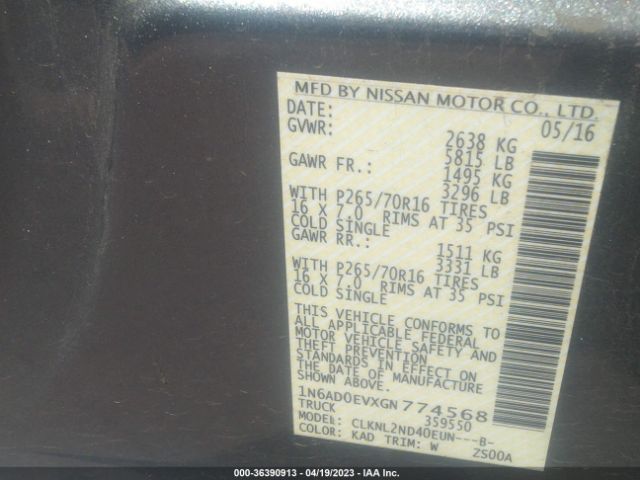 MFD BY NISSAN MOTOR CO., LTD.
DATE: 05/16
GVWR: 2638 KG
5815 LB
GAWR FR.: 1495 KG
3296 LB
WITH P265/70R16 TIRES
16 X 7.0 RIMS AT 35 PSI
COLD SINGLE
GAWR RR.: 1511 KG
3331 LB
WITH P265/70R16 TIRES
16 X 7.0 RIMS AT 35 PSI
COLD SINGLE
THIS VEHICLE CONFORMS TO
ALL APPLICABLE FEDERAL
MOTOR VEHICLE SAFETY AND
THEFT PREVENTION
STANDARDS IN EFFECT ON
THE DATE OF MANUFACTURE
SHOWN ABOVE.
1N6AD0EVXGN774568
TRUCK 359550
MODEL: CLKNL2ND40EUN---B-
COLOR: KAD TRIM: W ZS00A
000-36390913 - 04/19/2023 - IAA Inc.